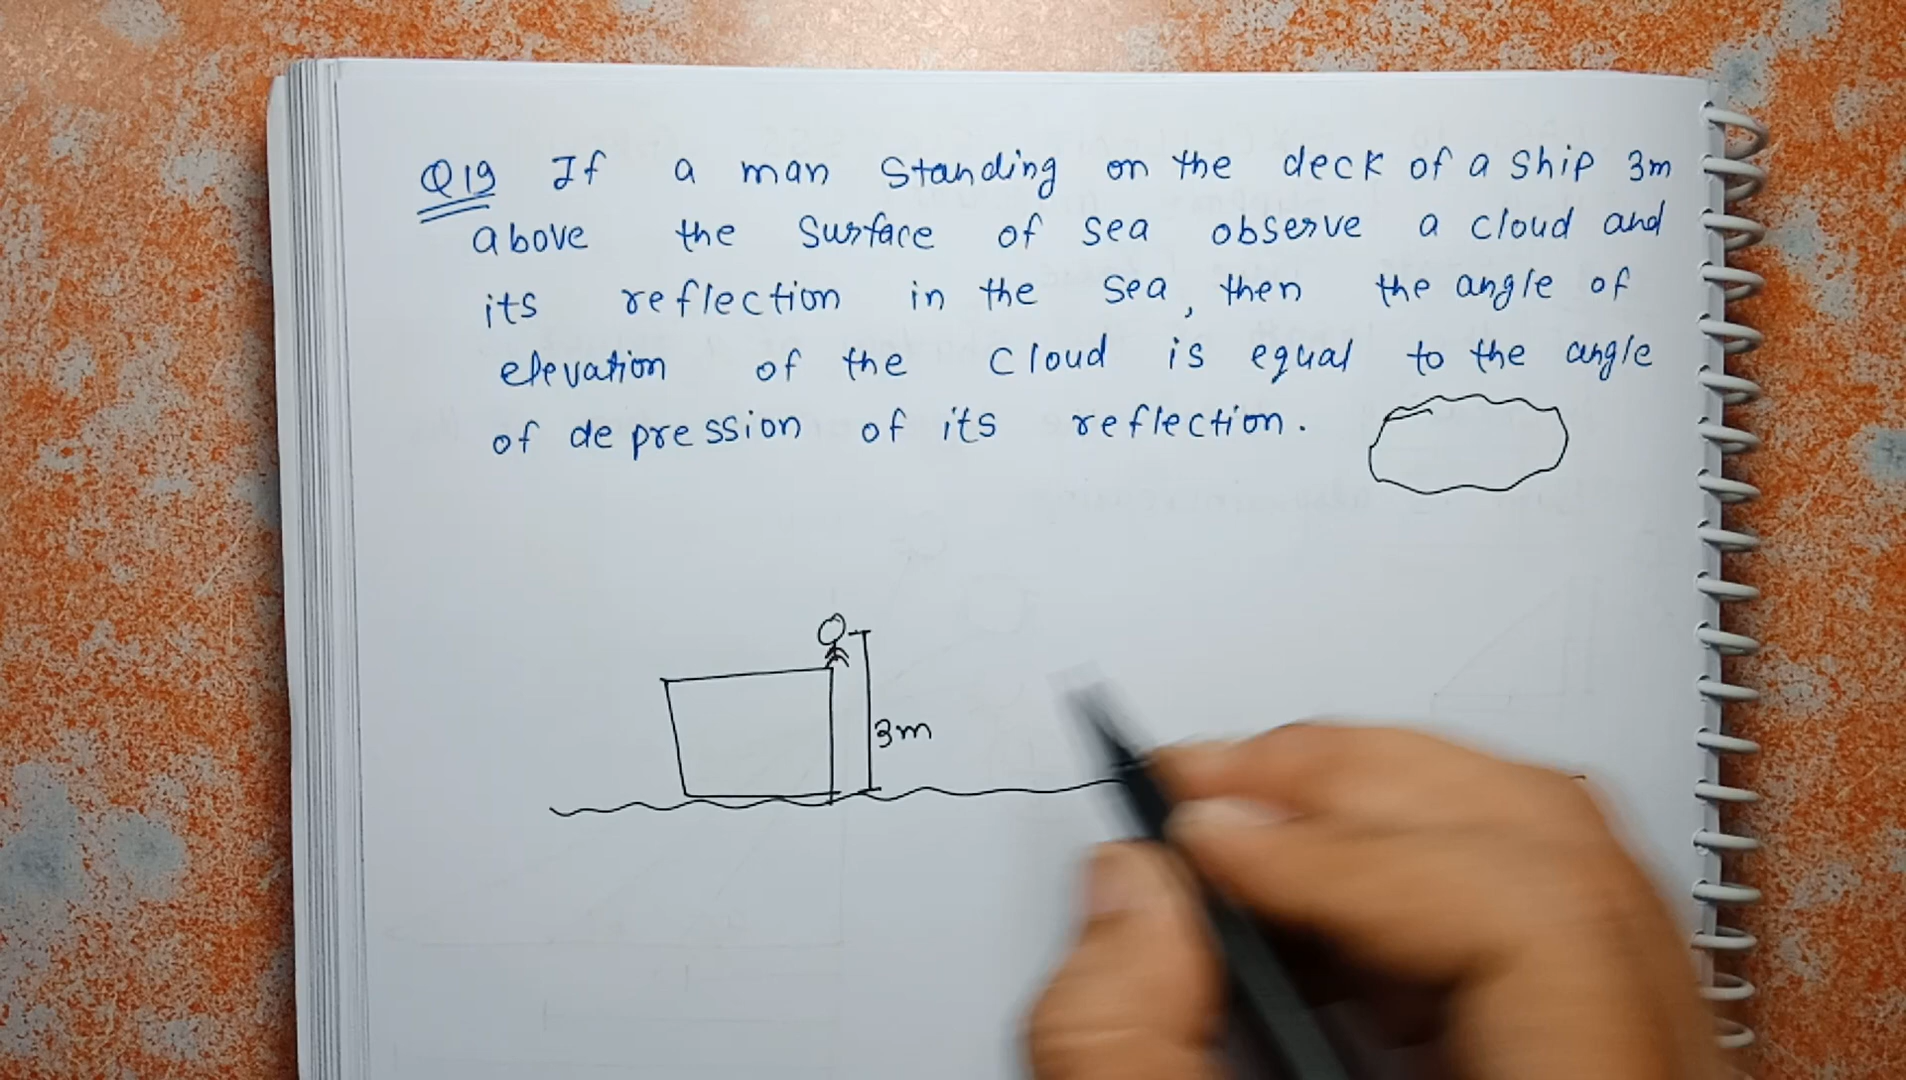 Q19 If a man standing on the deck of a ship 3m
above the surface of sea observe a cloud and
its reflection in the sea, then the angle of
elevation of the cloud is equal to the angle
of depression of its reflection.
3m